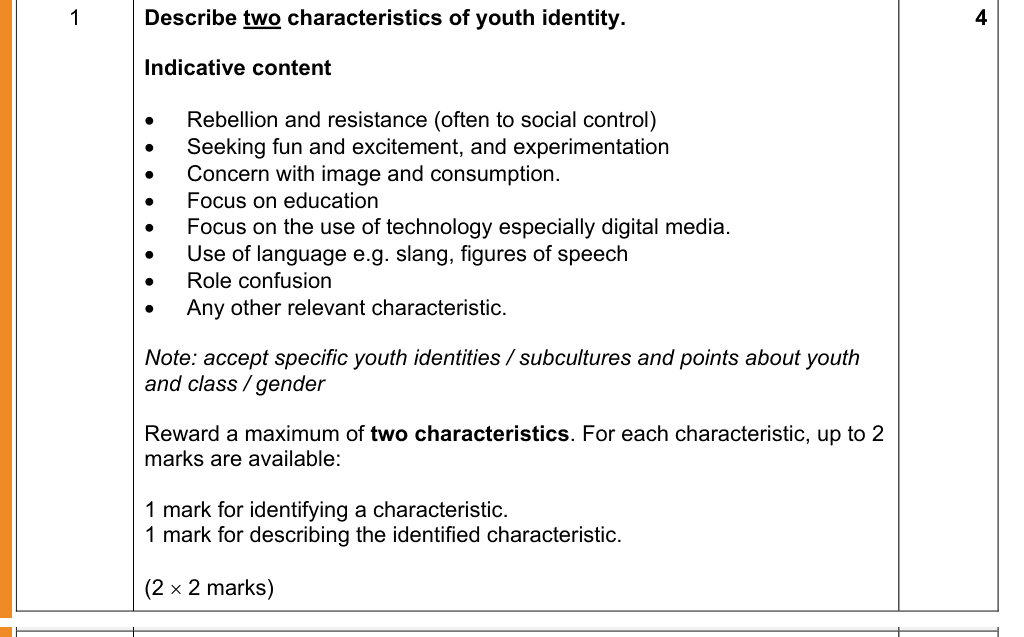 1 Describe two characteristics of youth identity. 4
Indicative content
• Rebellion and resistance (often to social control)
• Seeking fun and excitement, and experimentation
• Concern with image and consumption.
• Focus on education
• Focus on the use of technology especially digital media.
• Use of language e.g. slang, figures of speech
• Role confusion
• Any other relevant characteristic.
Note: accept specific youth identities / subcultures and points about youth
and class / gender
Reward a maximum of two characteristics. For each characteristic, up to 2
marks are available:
1 mark for identifying a characteristic.
1 mark for describing the identified characteristic.
(2 × 2 marks)